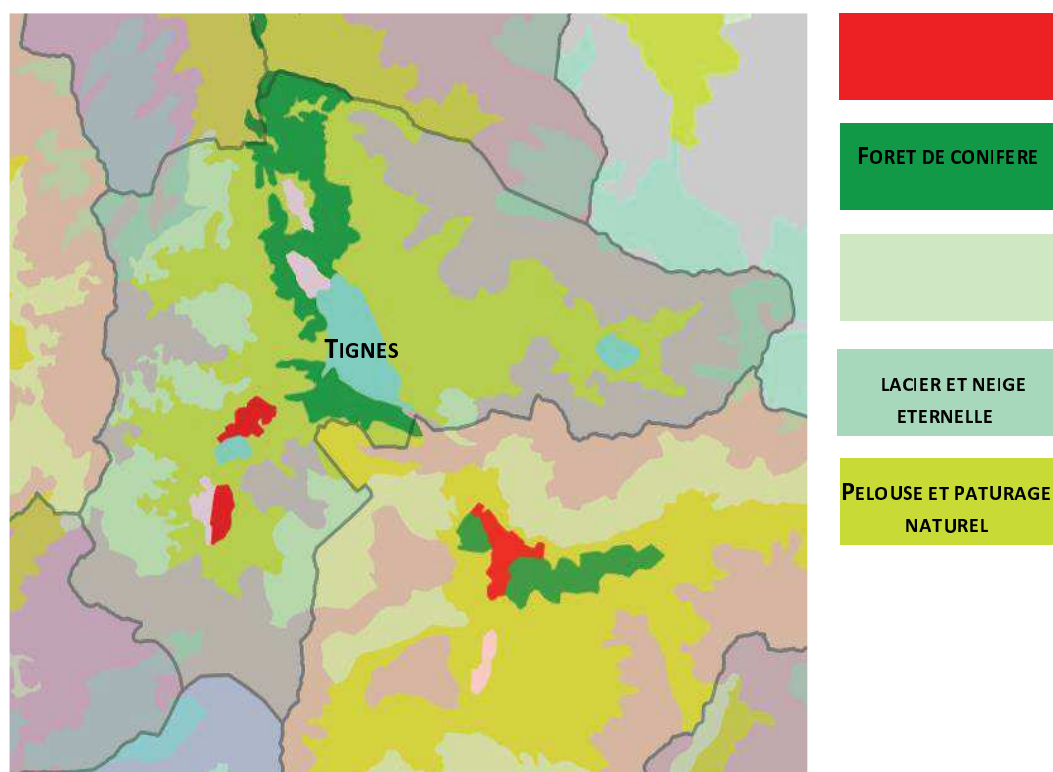 TIGNES
FORET DE CONIFERE
LACIER ET NEIGE
ETERNELLE
PELOUSE ET PATURAGE
NATUREL